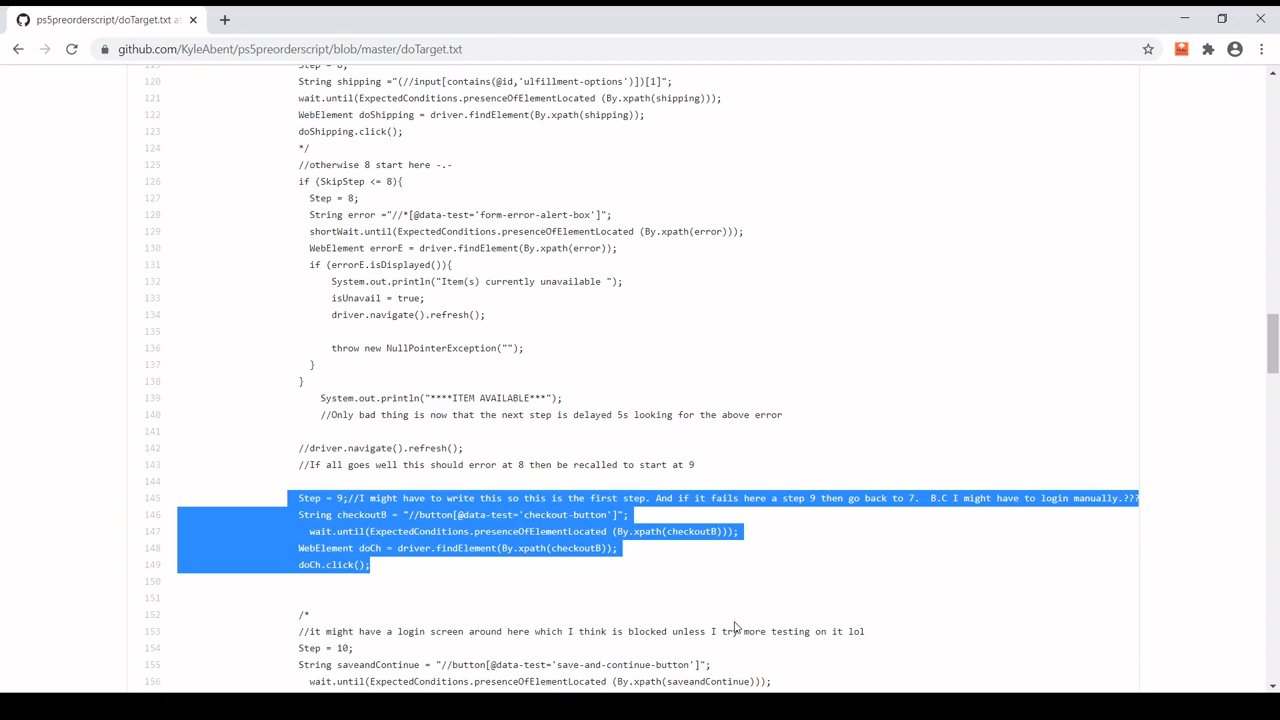 ps5preorderscript/doTarget.txt at
github.com/KyleAbent/ps5preorderscript/blob/master/doTarget.txt
120 String shipping ="(//input[contains(@id,'ulfillment-options')])[1]";
121 wait.until(ExpectedConditions.presenceOfElementLocated (By.xpath(shipping)));
122 WebElement doShipping = driver.findElement(By.xpath(shipping));
123 doShipping.click();
124 */
125 //otherwise 8 start here -.-
126 if (SkipStep <= 8){
127 Step = 8;
128 String error ="//*[@data-test='form-error-alert-box']";
129 shortWait.until(ExpectedConditions.presenceOfElementLocated (By.xpath(error)));
130 WebElement errorE = driver.findElement(By.xpath(error));
131 if (errorE.isDisplayed()){
132 System.out.println("Item(s) currently unavailable ");
133 isUnavail = true;
134 driver.navigate().refresh();
135
136 throw new NullPointerException("");
137 }
138 }
139 System.out.println("****ITEM AVAILABLE***");
140 //Only bad thing is now that the next step is delayed 5s looking for the above error
141
142 //driver.navigate().refresh();
143 //If all goes well this should error at 8 then be recalled to start at 9
144
145 Step = 9;//I might have to write this so this is the first step. And if it fails here a step 9 then go back to 7.  B.C I might have to login manually.???
146 String checkoutB = "//button[@data-test='checkout-button']";
147 wait.until(ExpectedConditions.presenceOfElementLocated (By.xpath(checkoutB)));
148 WebElement doCh = driver.findElement(By.xpath(checkoutB));
149 doCh.click();
150
151
152 /*
153 //it might have a login screen around here which I think is blocked unless I try more testing on it lol
154 Step = 10;
155 String saveandContinue = "//button[@data-test='save-and-continue-button']";
156 wait.until(ExpectedConditions.presenceOfElementLocated (By.xpath(saveandContinue)));